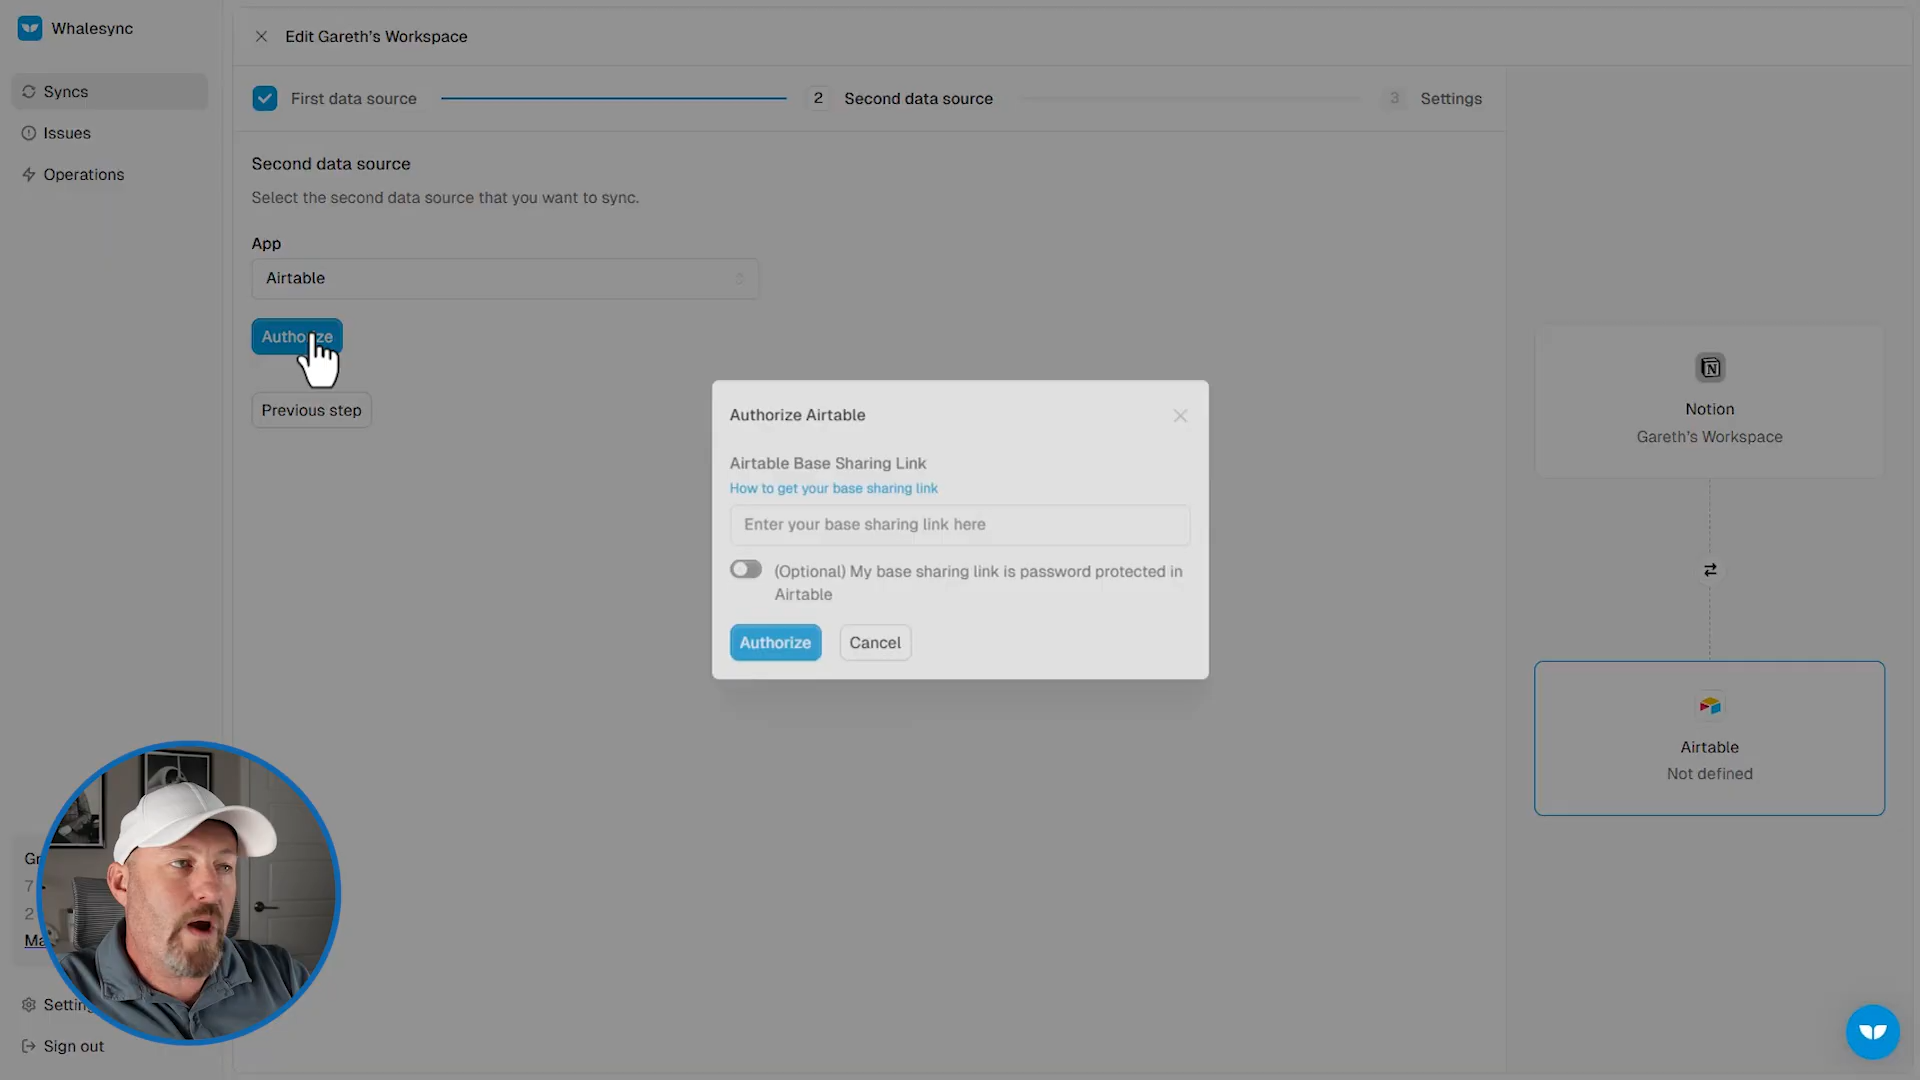 Whalesync
Edit Gareth's Workspace
Syncs
Issues
Operations
First data source
2 Second data source
3 Settings
Second data source
Select the second data source that you want to sync.
App
Airtable
Authorize
Previous step
Authorize Airtable
Airtable Base Sharing Link
How to get your base sharing link
Enter your base sharing link here
(Optional) My base sharing link is password protected in
Airtable
Authorize
Cancel
Notion
Gareth's Workspace
Airtable
Not defined
7
2
Sign out